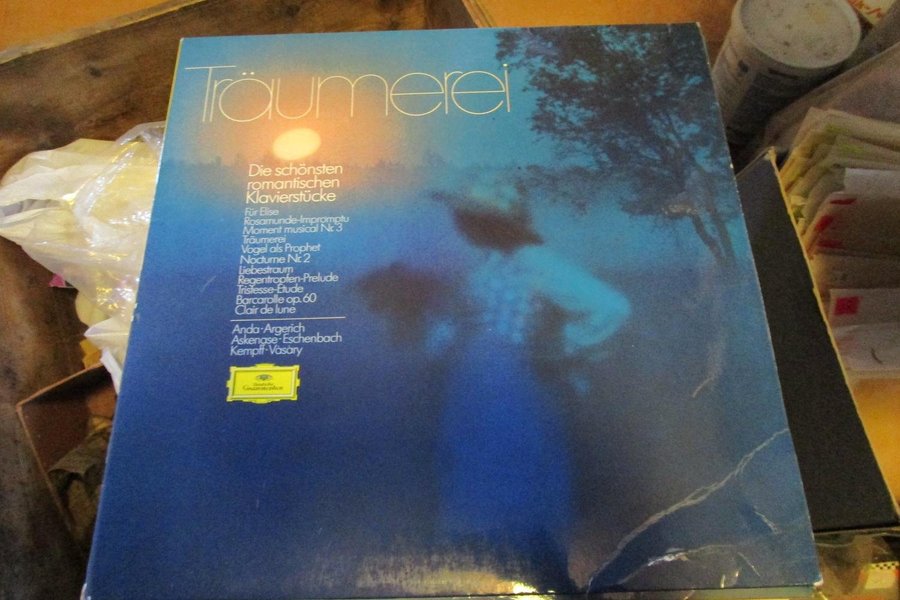 Träumerei
Die schönsten
romantischen
Klavierstücke
Für Elise
Rosamunde-Impromptu
Moment musical Nr. 3
Träumerei
Vogel als Prophet
Nocturne Nr. 2
Liebestraum
Regentropfen-Prelude
Tristesse-Etude
Barcarolle op. 60
Clair de lune
Anda · Argerich
Askenase · Eschenbach
Kempff · Vásáry
Deutsche
Grammophon